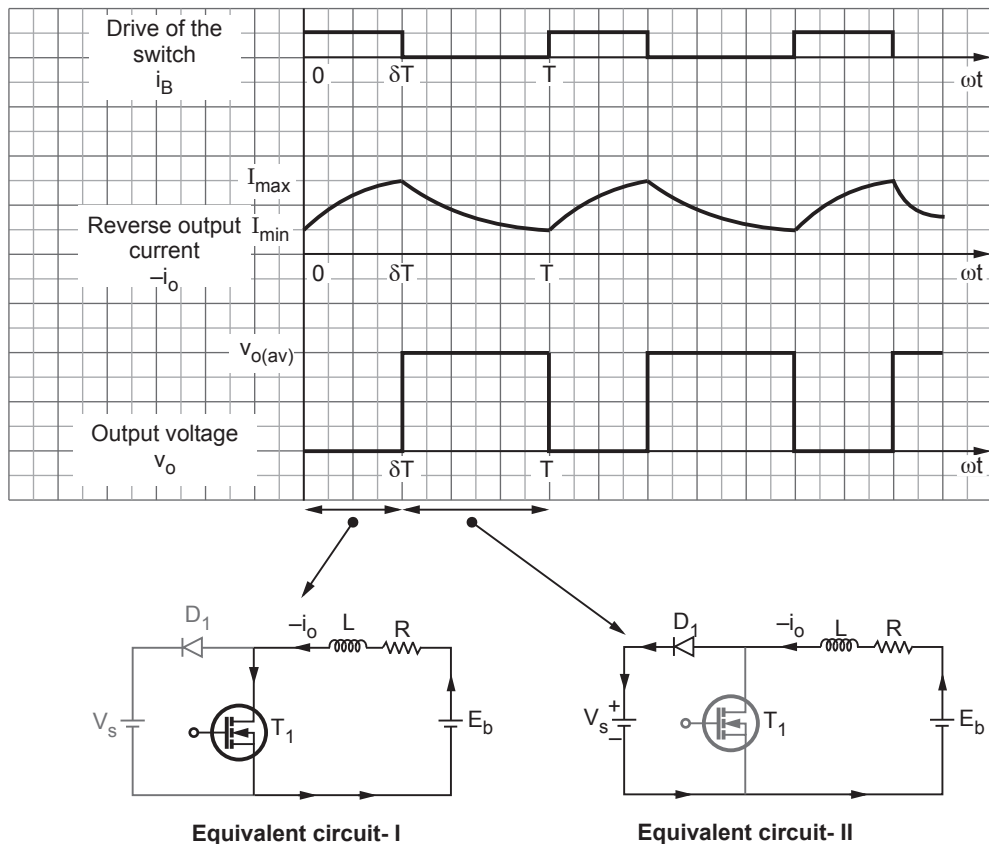 Drive of the
switch
i_B
0 δT T ωt
I_max
I_min
Reverse output
current
–i_o
0 δT T ωt
v_o(av)
Output voltage
v_o
δT T ωt
D_1
–i_o L R
V_s
T_1
E_b
Equivalent circuit- I
D_1
–i_o L R
+
V_s
–
T_1
E_b
Equivalent circuit- II